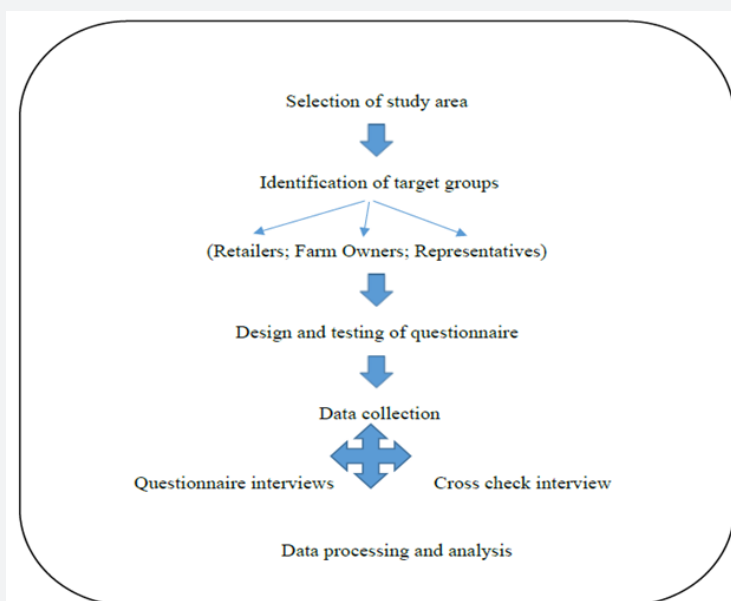 Selection of study area
Identification of target groups
(Retailers; Farm Owners; Representatives)
Design and testing of questionnaire
Data collection
Questionnaire interviews
Cross check interview
Data processing and analysis